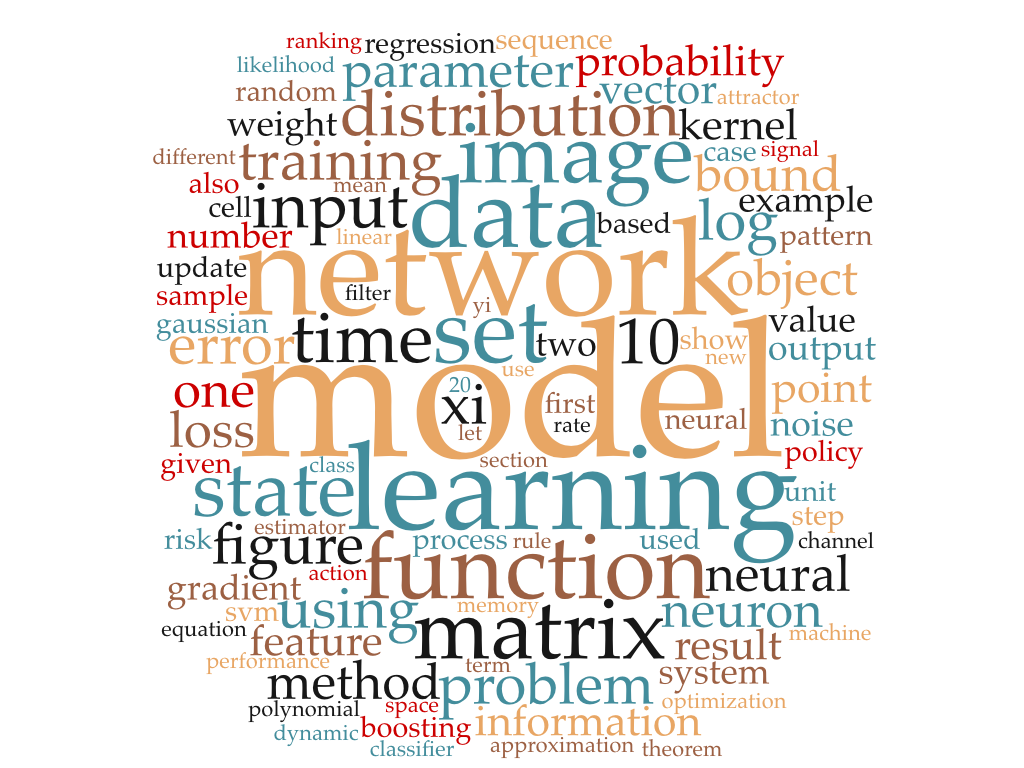 ranking regression sequence
likelihood parameter probability
random distribution vector attractor
weight kernel
different training image case signal
also mean bound
cell input data based log example
number linear network pattern
update filter object
sample yi
gaussian time set two 10 show value
error new output
use
one model point
20
xi first neural noise
loss let rate
given class section policy
state learning unit
estimator step
risk figure process rule used channel
action function neural
gradient
svm using memory neuron
equation feature matrix result machine
performance term system
method problem optimization
polynomial space information
dynamic boosting
classifier approximation theorem